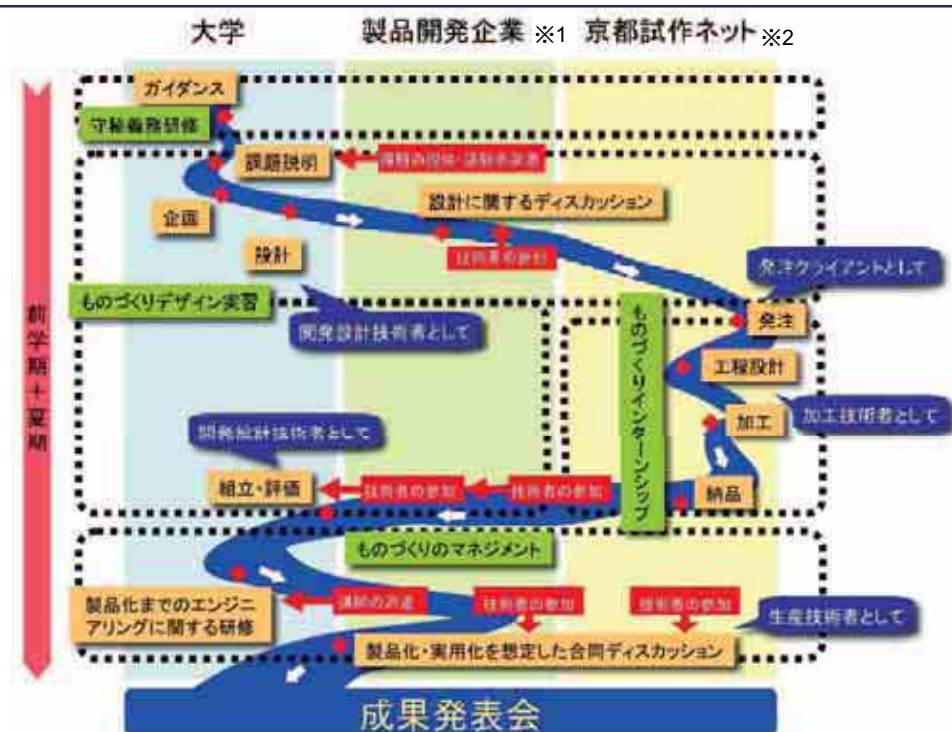 大学
製品開発企業 ※1
京都試作ネット ※2
前学期＋夏期
ガイダンス
守秘義務研修
課題説明
企画
設計
設計に関するディスカッション
技術者の参加
発注クライアントとして
ものづくりデザイン実習
開発設計技術者として
ものづくりインターンシップ
発注
工程設計
加工
加工技術者として
開発設計技術者として
組立・評価
技術者の参加
技術者の参加
納品
ものづくりのマネジメント
製品化までのエンジニ
アリングに関する研修
講師の派遣
技術者の参加
技術者の参加
生産技術者として
製品化・実用化を想定した合同ディスカッション
成果発表会